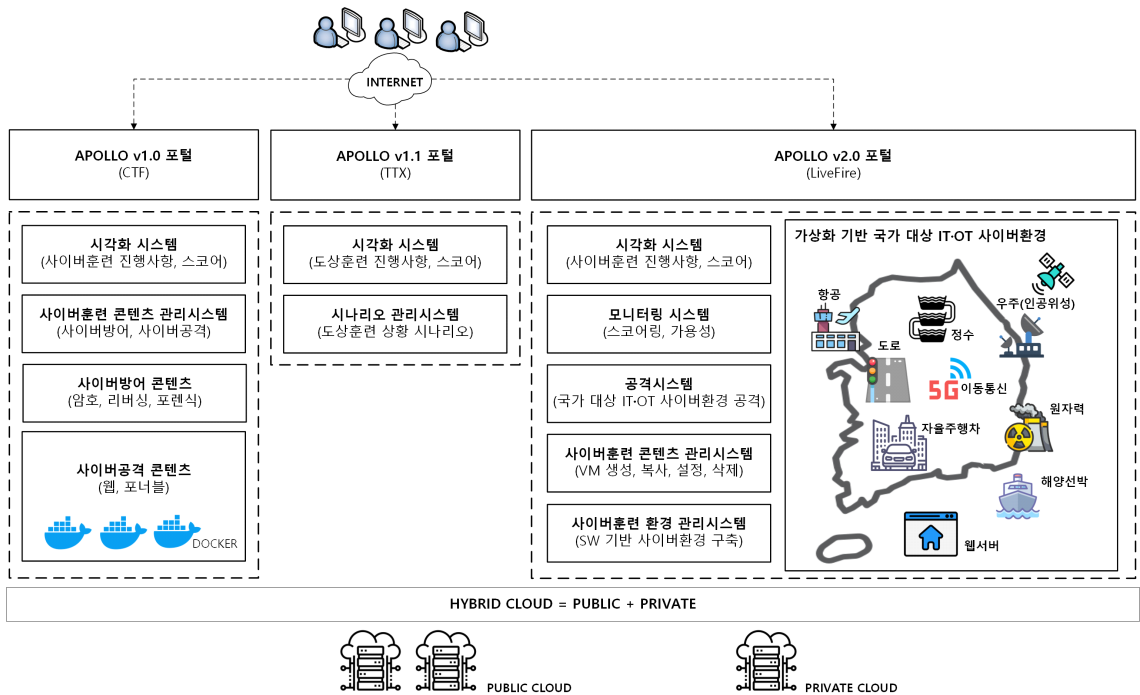 INTERNET
APOLLO v1.0 포털
(CTF)
APOLLO v1.1 포털
(TTX)
APOLLO v2.0 포털
(LiveFire)
시각화 시스템
(사이버훈련 진행사항, 스코어)
사이버훈련 콘텐츠 관리시스템
(사이버방어, 사이버공격)
사이버방어 콘텐츠
(암호, 리버싱, 포렌식)
사이버공격 콘텐츠
(웹, 포너블)
DOCKER
시각화 시스템
(도상훈련 진행사항, 스코어)
시나리오 관리시스템
(도상훈련 상황 시나리오)
시각화 시스템
(사이버훈련 진행사항, 스코어)
모니터링 시스템
(스코어링, 가용성)
공격시스템
(국가 대상 IT·OT 사이버환경 공격)
사이버훈련 콘텐츠 관리시스템
(VM 생성, 복사, 설정, 삭제)
사이버훈련 환경 관리시스템
(SW 기반 사이버환경 구축)
가상화 기반 국가 대상 IT·OT 사이버환경
항공
우주(인공위성)
정수
도로
5G 이동통신
원자력
자율주행차
해양선박
웹서버
HYBRID CLOUD = PUBLIC + PRIVATE
PUBLIC CLOUD
PRIVATE CLOUD